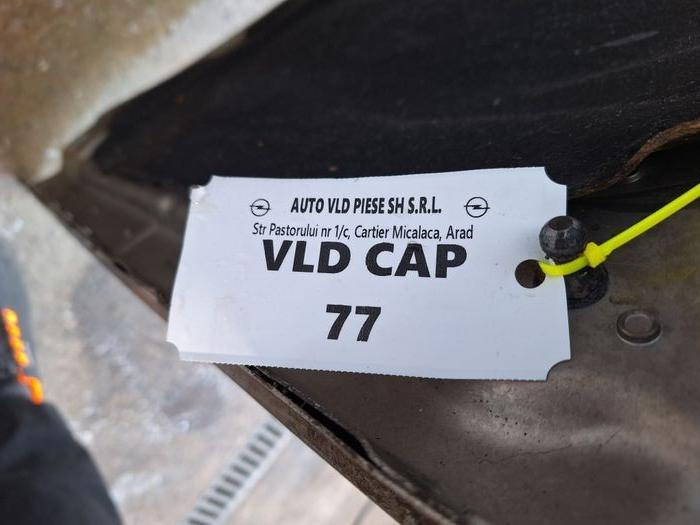 AUTO VLD PIESE SH S.R.L.
Str Pastorului nr 1/c, Cartier Micalaca, Arad
VLD CAP
77